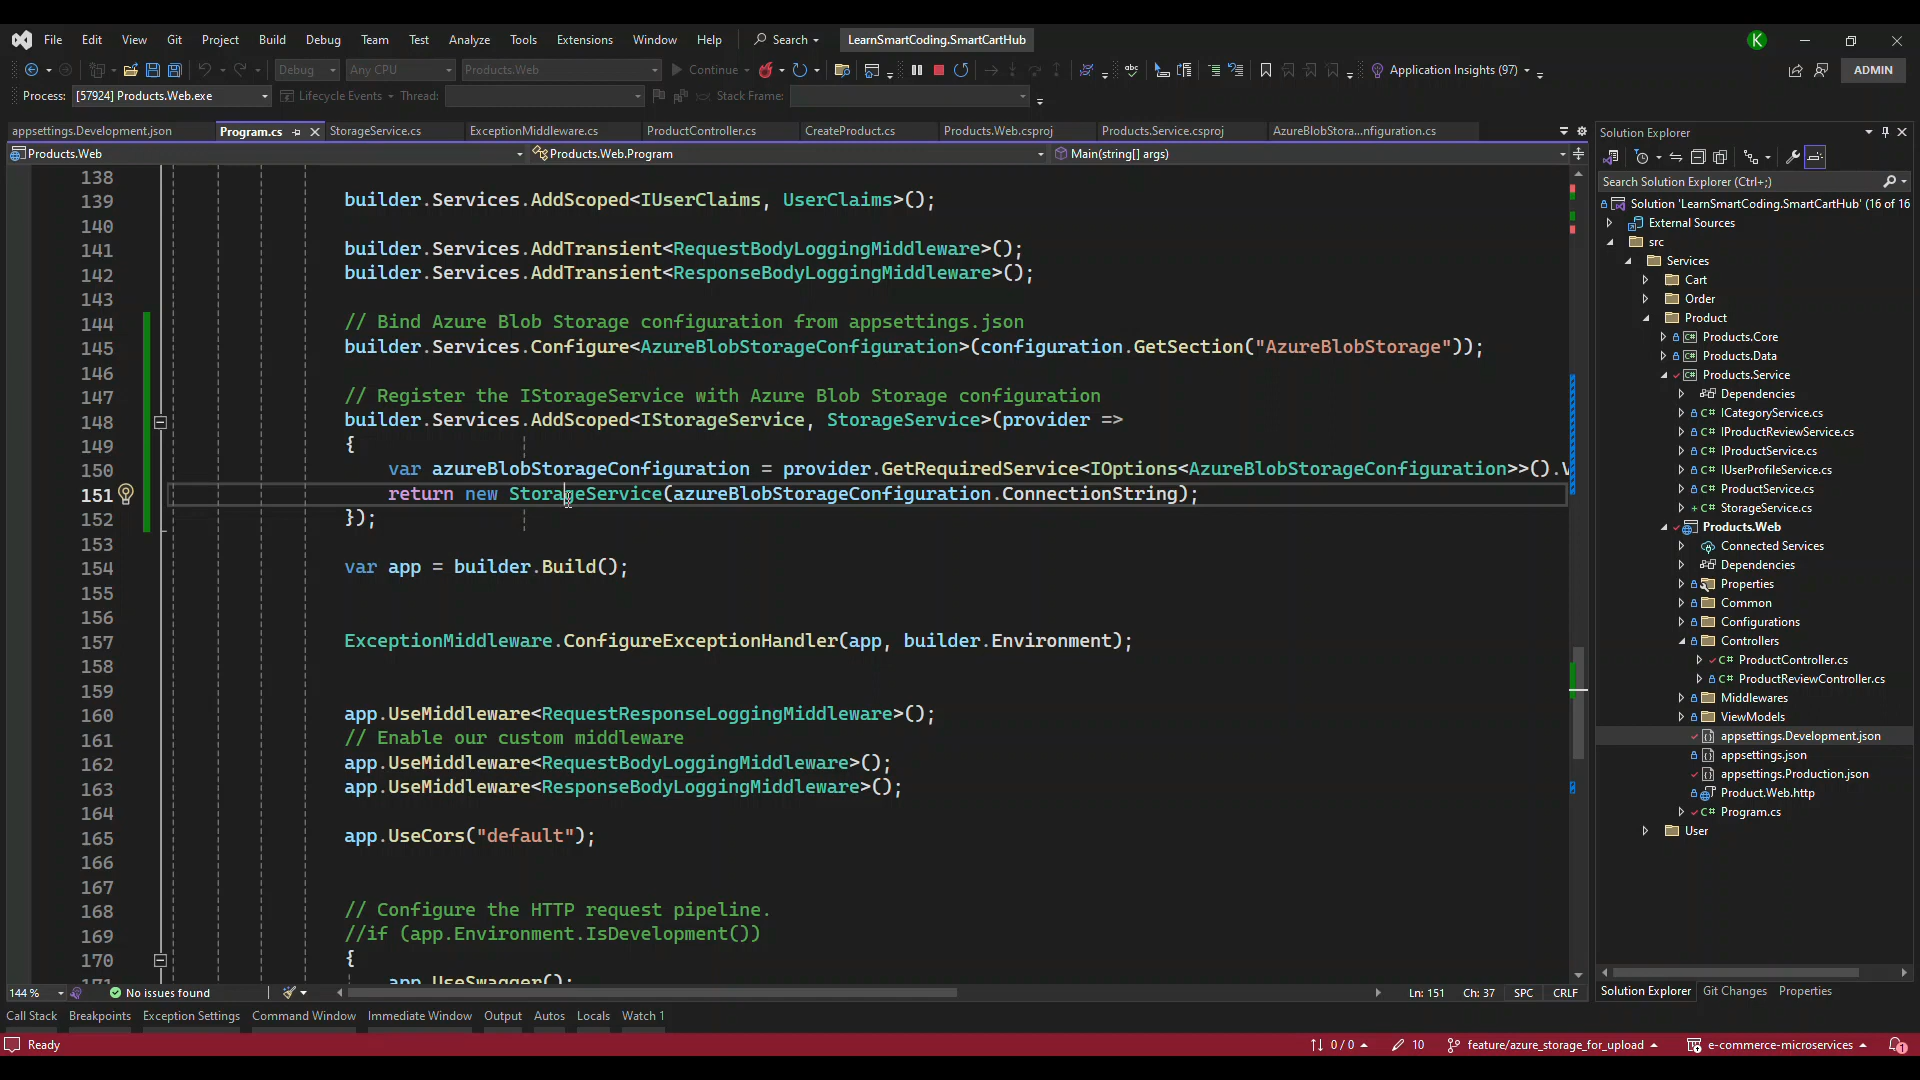 File Edit View Git Project Build Debug Team Test Analyze Tools Extensions Window Help Search LearnSmartCoding.SmartCartHub K
Debug Any CPU Products.Web Continue Application Insights (97) ADMIN
Process: [57924] Products.Web.exe Lifecycle Events Thread: Stack Frame:
appsettings.Development.json Program.cs StorageService.cs ExceptionMiddleware.cs ProductController.cs CreateProduct.cs Products.Web.csproj Products.Service.csproj AzureBlobStora...nfiguration.cs
Products.Web Products.Web.Program Main(string[] args)
138
139 builder.Services.AddScoped<IUserClaims, UserClaims>();
140
141 builder.Services.AddTransient<RequestBodyLoggingMiddleware>();
142 builder.Services.AddTransient<ResponseBodyLoggingMiddleware>();
143
144 // Bind Azure Blob Storage configuration from appsettings.json
145 builder.Services.Configure<AzureBlobStorageConfiguration>(configuration.GetSection("AzureBlobStorage"));
146
147 // Register the IStorageService with Azure Blob Storage configuration
148 builder.Services.AddScoped<IStorageService, StorageService>(provider =>
149 {
150 var azureBlobStorageConfiguration = provider.GetRequiredService<IOptions<AzureBlobStorageConfiguration>>().V
151 return new StorageService(azureBlobStorageConfiguration.ConnectionString);
152 });
153
154 var app = builder.Build();
155
156
157 ExceptionMiddleware.ConfigureExceptionHandler(app, builder.Environment);
158
159
160 app.UseMiddleware<RequestResponseLoggingMiddleware>();
161 // Enable our custom middleware
162 app.UseMiddleware<RequestBodyLoggingMiddleware>();
163 app.UseMiddleware<ResponseBodyLoggingMiddleware>();
164
165 app.UseCors("default");
166
167
168 // Configure the HTTP request pipeline.
169 //if (app.Environment.IsDevelopment())
170 {
171 app.UseSwagger();
144 % No issues found Ln: 151 Ch: 37 SPC CRLF
Solution Explorer
Search Solution Explorer (Ctrl+;)
Solution 'LearnSmartCoding.SmartCartHub' (16 of 16
External Sources
src
Services
Cart
Order
Product
C# Products.Core
C# Products.Data
C# Products.Service
Dependencies
C# ICategoryService.cs
C# IProductReviewService.cs
C# IProductService.cs
C# IUserProfileService.cs
C# ProductService.cs
C# StorageService.cs
Products.Web
Connected Services
Dependencies
Properties
Common
Configurations
Controllers
C# ProductController.cs
C# ProductReviewController.cs
Middlewares
ViewModels
appsettings.Development.json
appsettings.json
appsettings.Production.json
Product.Web.http
C# Program.cs
User
Solution Explorer Git Changes Properties
Call Stack Breakpoints Exception Settings Command Window Immediate Window Output Autos Locals Watch 1
Ready 0 / 0 10 feature/azure_storage_for_upload e-commerce-microservices 1